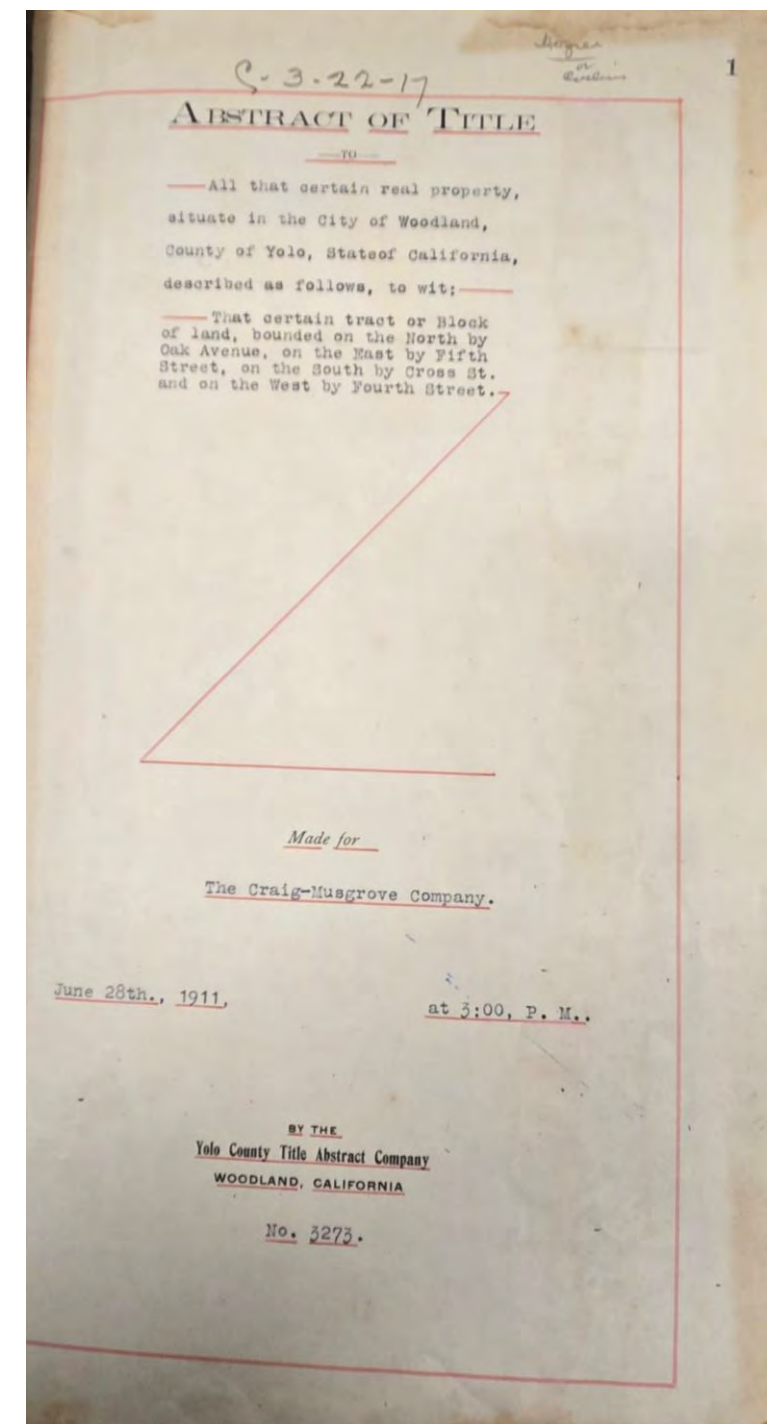 C-3-22-17
or
1
ABSTRACT OF TITLE
TO
All that certain real property,
situate in the City of Woodland,
County of Yolo, Stateof California,
described as follows, to wit;
That certain tract or Block
of land, bounded on the North by
Oak Avenue, on the East by Fifth
Street, on the South by Cross St.
and on the West by Fourth Street.
Made for
The Craig-Musgrove Company.
June 28th., 1911, at 3:00, P. M..
BY THE
Yolo County Title Abstract Company
WOODLAND, CALIFORNIA
No. 3273.